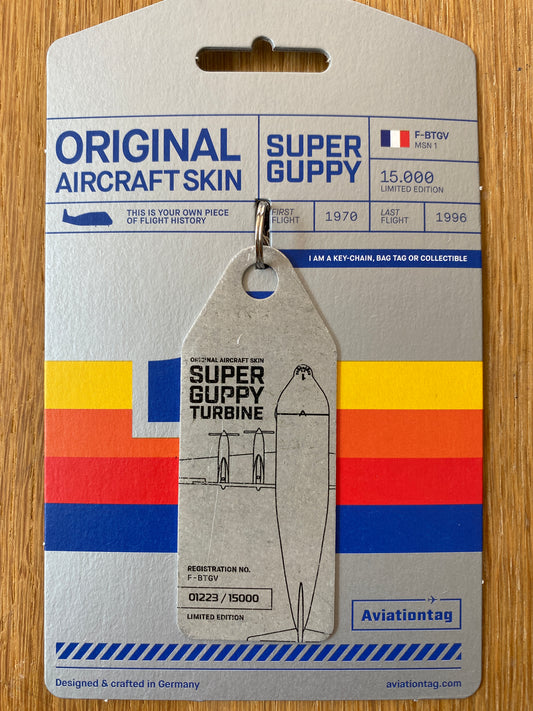 ORIGINAL
AIRCRAFT SKIN
SUPER
GUPPY
F-BTGV
MSN 1
15.000
LIMITED EDITION
THIS IS YOUR OWN PIECE
OF FLIGHT HISTORY
FIRST
FLIGHT
1970
LAST
FLIGHT
1996
I AM A KEY-CHAIN, BAG TAG OR COLLECTIBLE
ORIGINAL AIRCRAFT SKIN
SUPER
GUPPY
TURBINE
REGISTRATION NO.
F-BTGV
01223 / 15000
LIMITED EDITION
Aviationtag
Designed & crafted in Germany
aviationtag.com